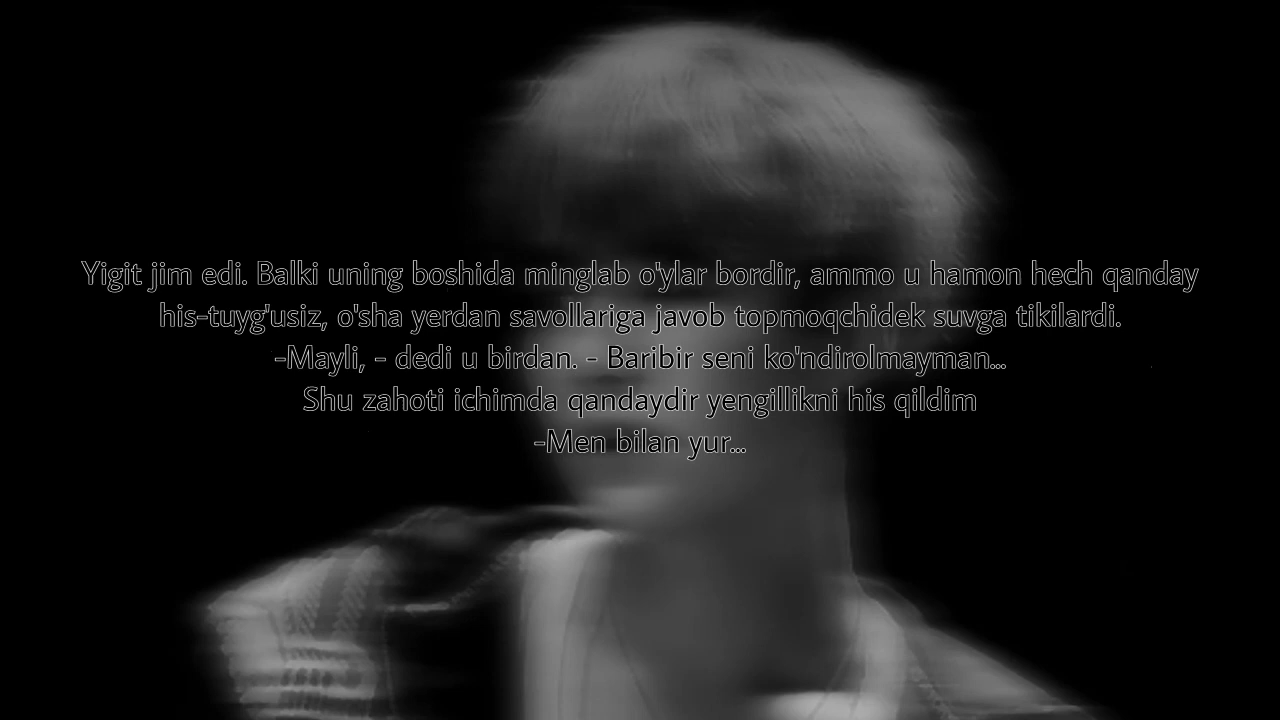 Yigit jim edi. Balki uning boshida minglab o'ylar bordir, ammo u hamon hech qanday
his-tuyg'usiz, o'sha yerdan savollariga javob topmoqchidek suvga tikilardi.
-Mayli, - dedi u birdan. - Baribir seni ko'ndirolmayman...
Shu zahoti ichimda qandaydir yengillikni his qildim
-Men bilan yur...